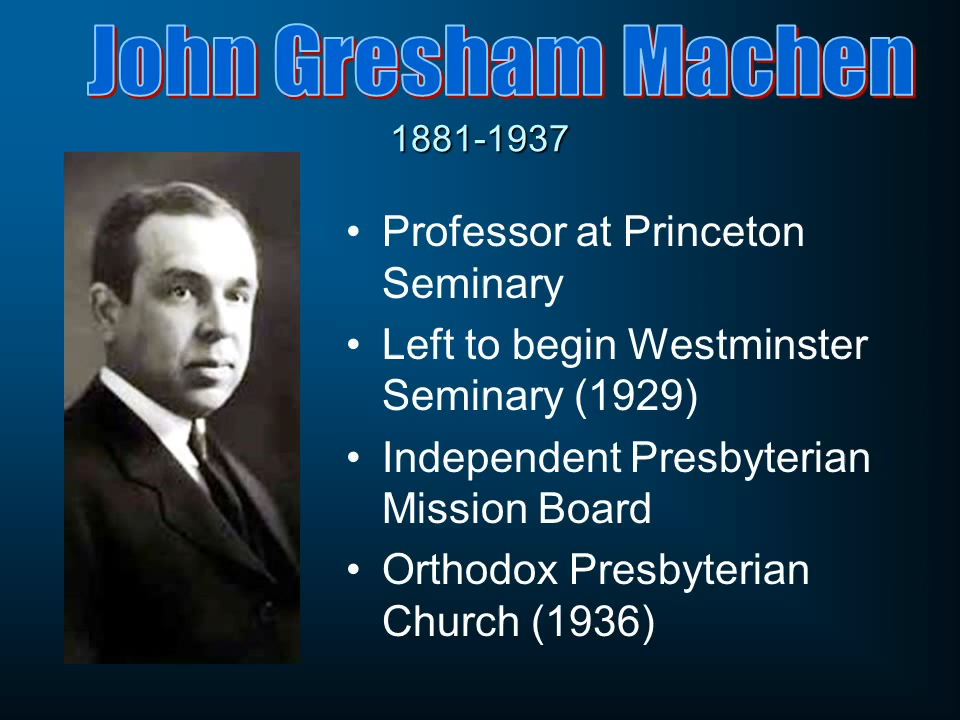 John Gresham Machen
1881-1937
• Professor at Princeton
Seminary
• Left to begin Westminster
Seminary (1929)
• Independent Presbyterian
Mission Board
• Orthodox Presbyterian
Church (1936)